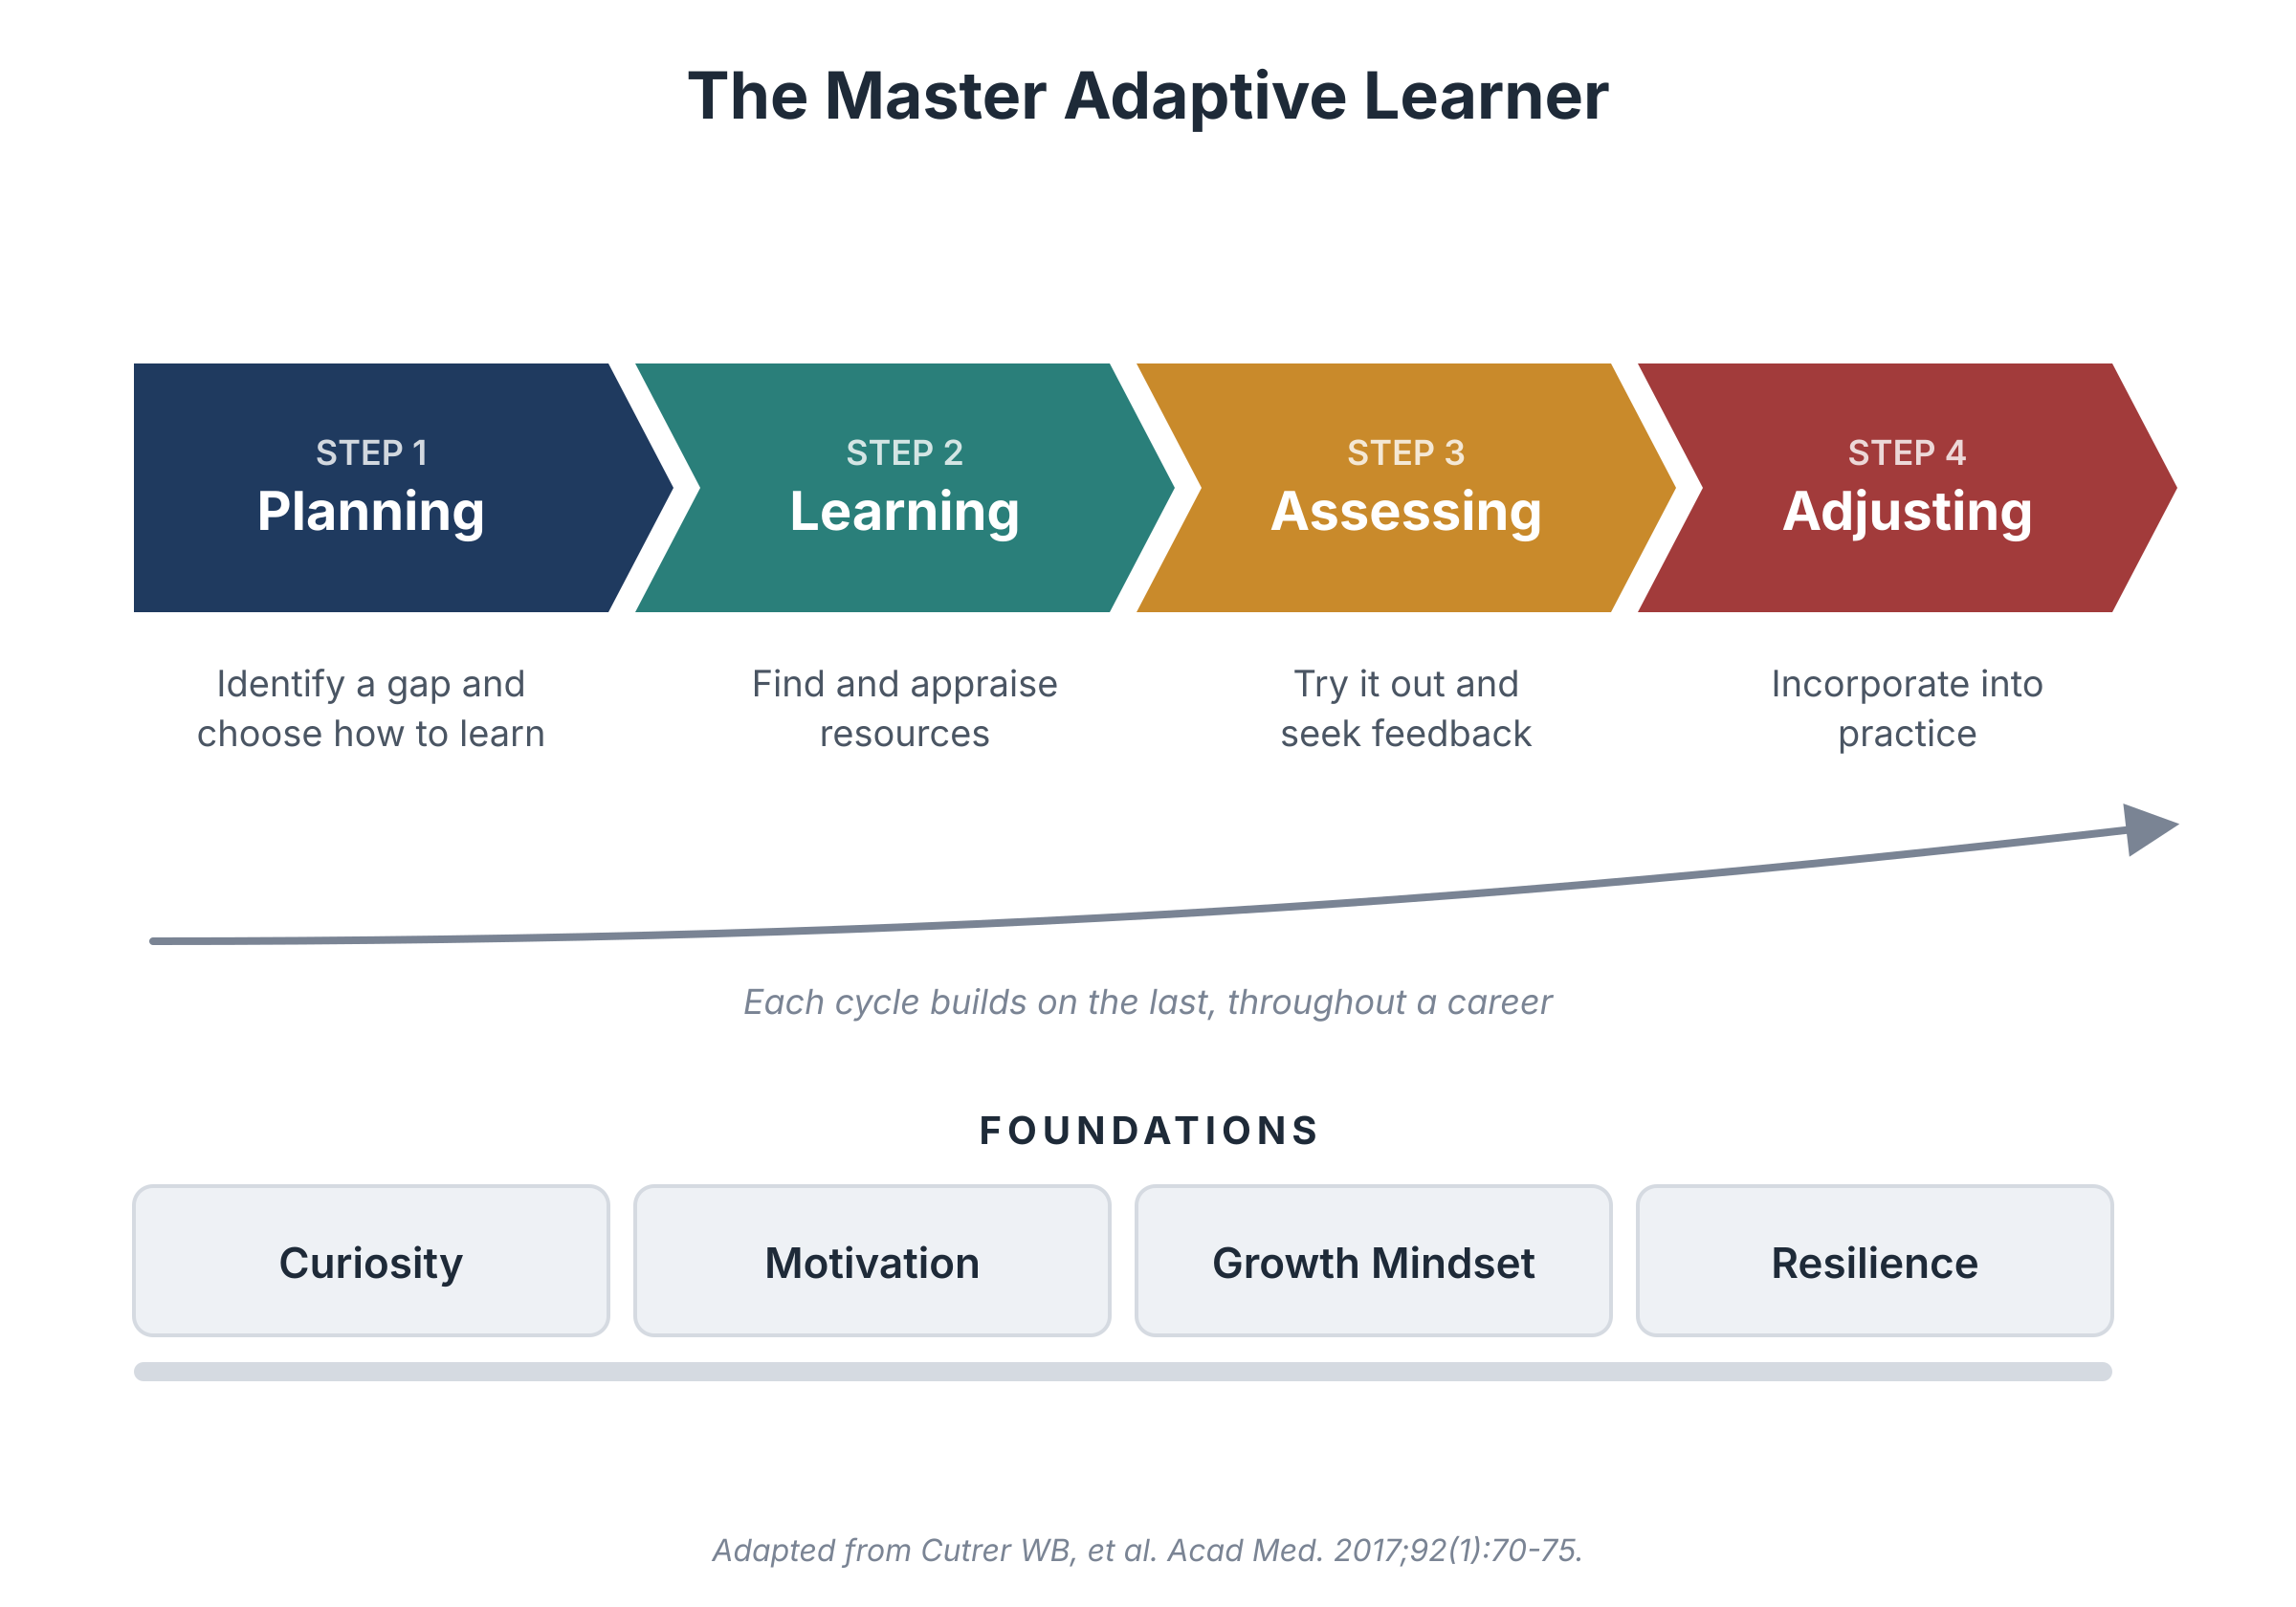 The Master Adaptive Learner
STEP 1
Planning
Identify a gap and
choose how to learn
STEP 2
Learning
Find and appraise
resources
STEP 3
Assessing
Try it out and
seek feedback
STEP 4
Adjusting
Incorporate into
practice
Each cycle builds on the last, throughout a career
FOUNDATIONS
Curiosity
Motivation
Growth Mindset
Resilience
Adapted from Cutrer WB, et al. Acad Med. 2017;92(1):70-75.